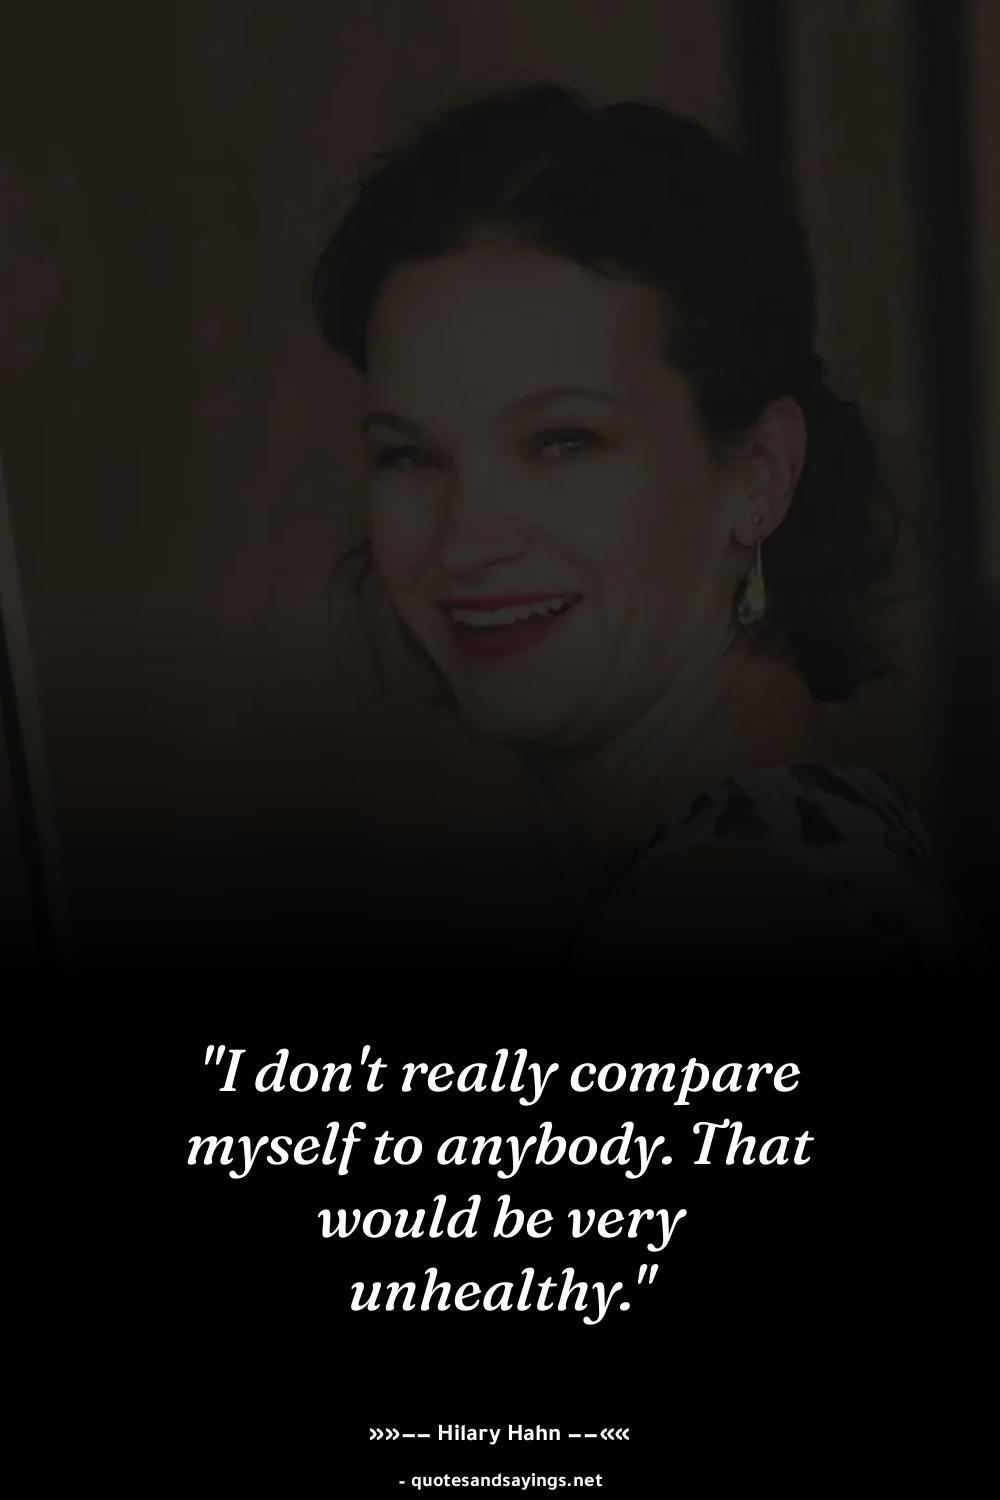 "I don't really compare
myself to anybody. That
would be very
unhealthy."
»»–– Hilary Hahn ––««
- quotesandsayings.net